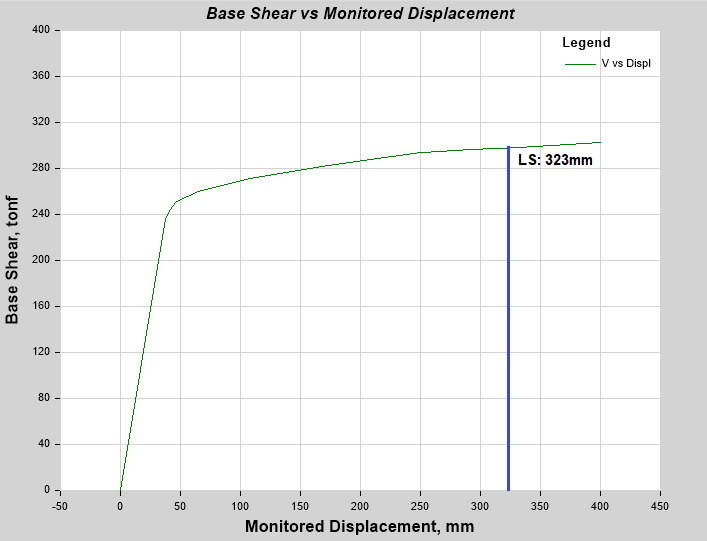 Base Shear vs Monitored Displacement
Legend
V vs Displ
LS: 323mm
Base Shear, tonf
400
360
320
280
240
200
160
120
80
40
0
-50 0 50 100 150 200 250 300 350 400 450
Monitored Displacement, mm